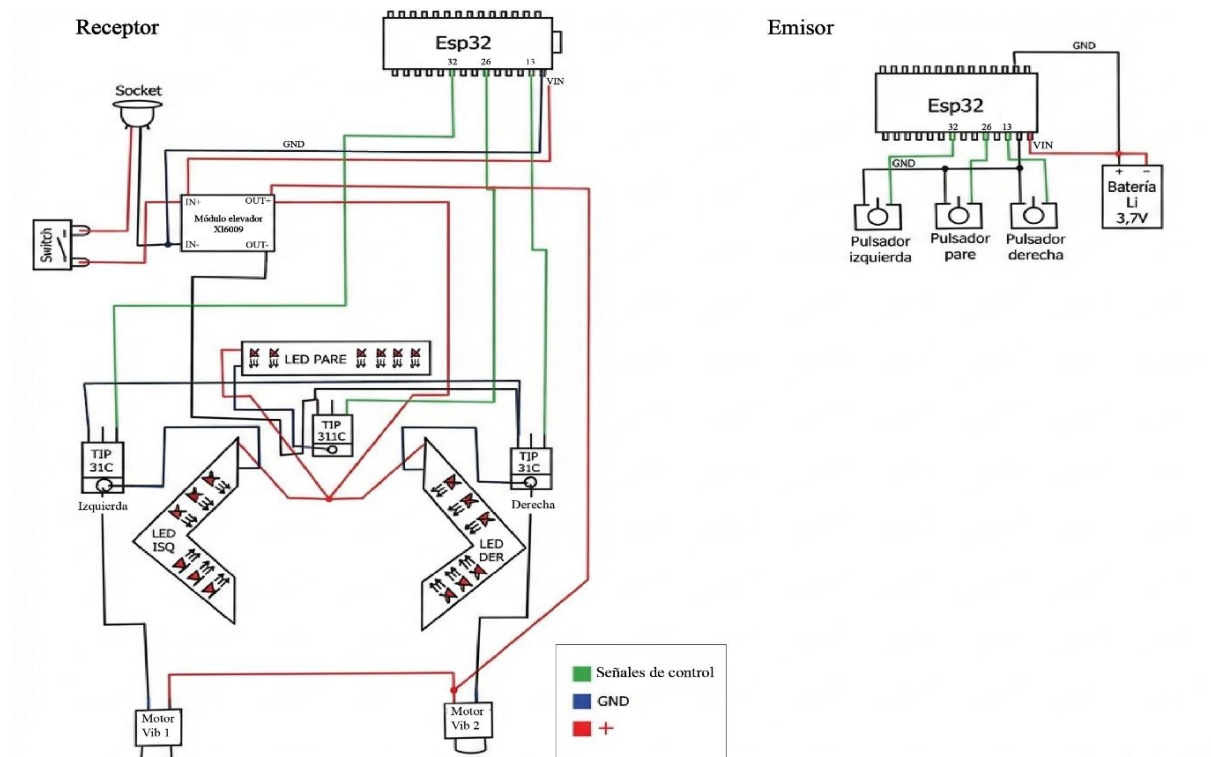 Receptor
Esp32
32
26
13
VIN
Socket
GND
IN+
OUT+
Módulo elevador
Xl6009
IN-
OUT-
Switch
LED PARE
TIP
311C
TIP
31C
Izquierda
TIP
31C
Derecha
LED
ISQ
LED
DER
Motor
Vib 1
Motor
Vib 2
Señales de control
GND
+
Emisor
GND
Esp32
32
26
13
VIN
GND
+
-
Batería
Li
3,7V
Pulsador
izquierda
Pulsador
pare
Pulsador
derecha